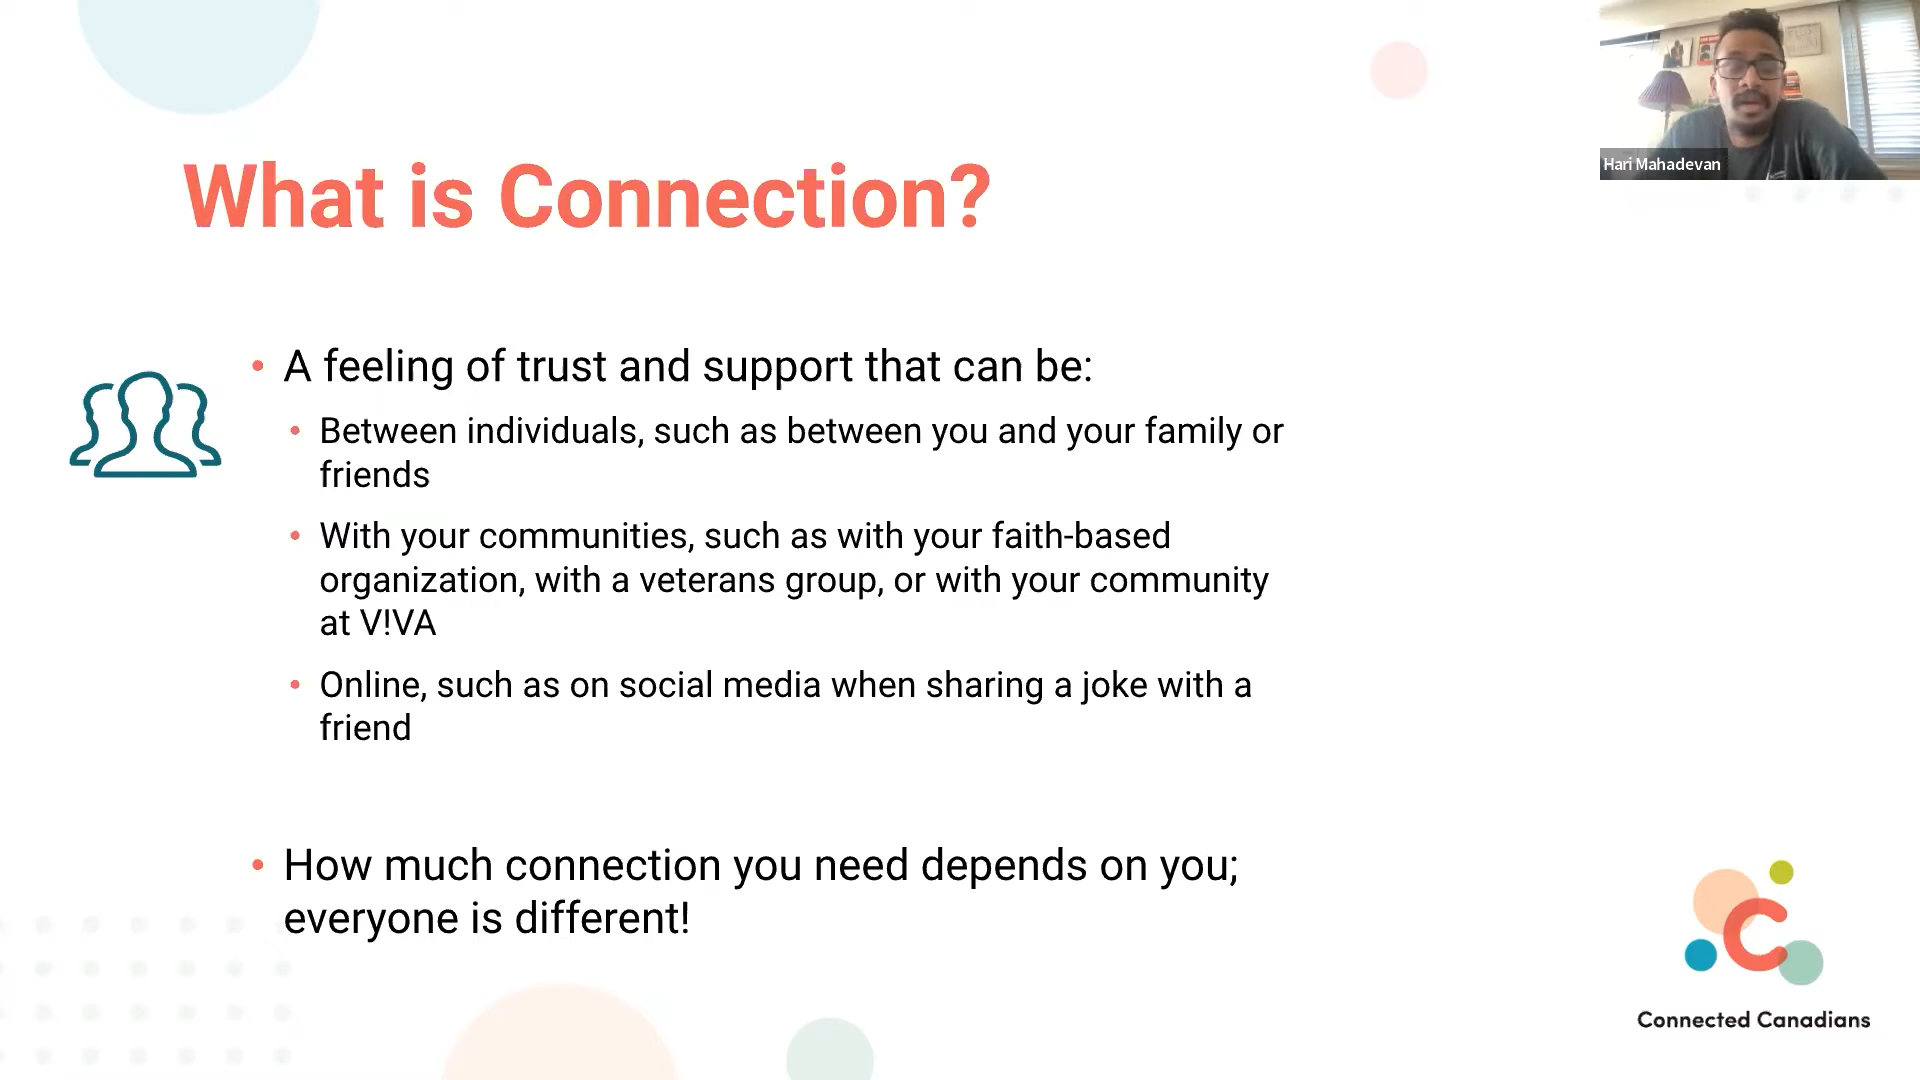 Hari Mahadevan
What is Connection?
• A feeling of trust and support that can be:
• Between individuals, such as between you and your family or
friends
• With your communities, such as with your faith-based
organization, with a veterans group, or with your community
at V!VA
• Online, such as on social media when sharing a joke with a
friend
• How much connection you need depends on you;
everyone is different!
C
Connected Canadians